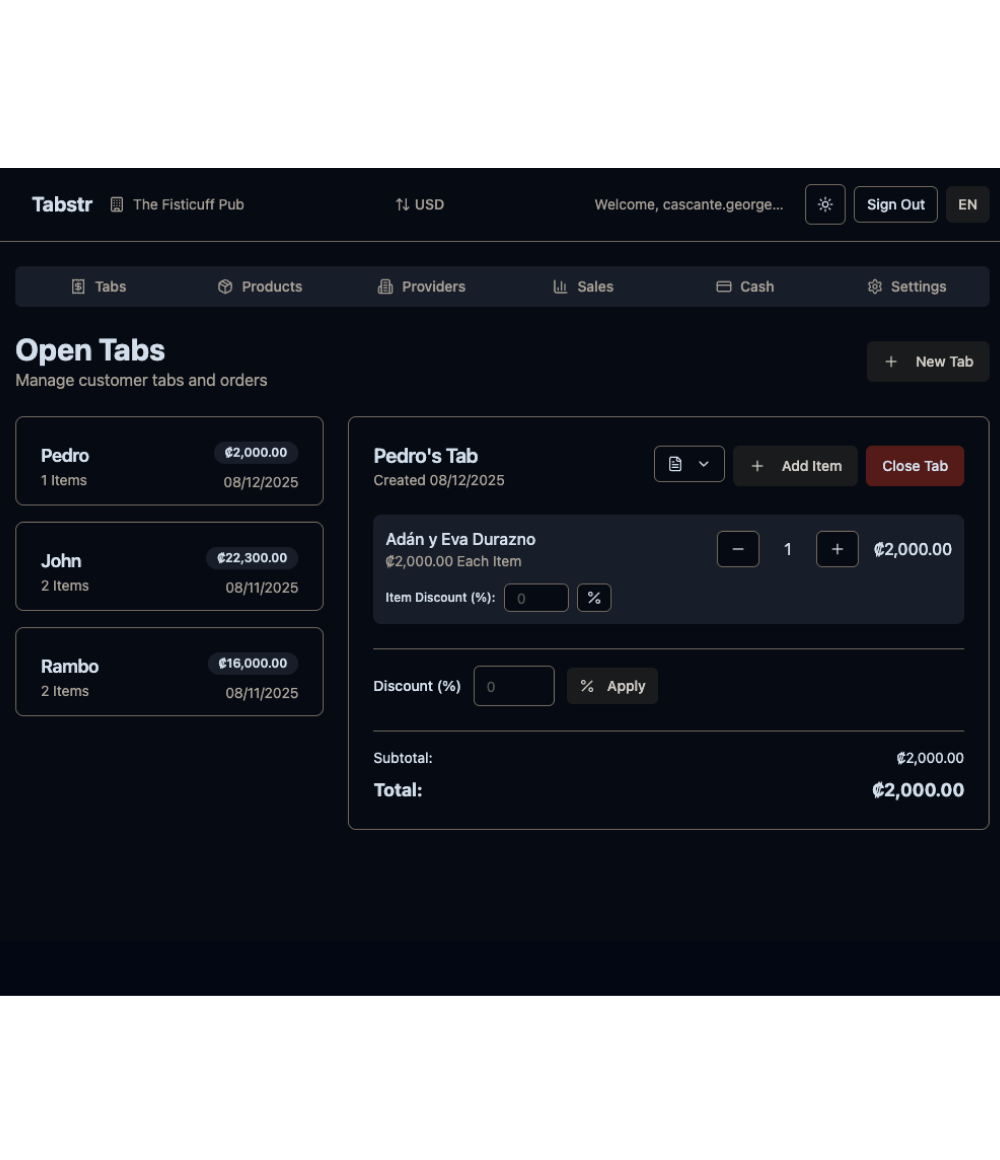 Tabstr The Fisticuff Pub USD Welcome, cascante.george... Sign Out EN
Tabs Products Providers Sales Cash Settings
Open Tabs
Manage customer tabs and orders
+ New Tab
Pedro ₡2,000.00
1 Items 08/12/2025
John ₡22,300.00
2 Items 08/11/2025
Rambo ₡16,000.00
2 Items 08/11/2025
Pedro's Tab
Created 08/12/2025
+ Add Item
Close Tab
Adán y Eva Durazno
₡2,000.00 Each Item
− 1 + ₡2,000.00
Item Discount (%): 0 %
Discount (%) 0 % Apply
Subtotal: ₡2,000.00
Total: ₡2,000.00